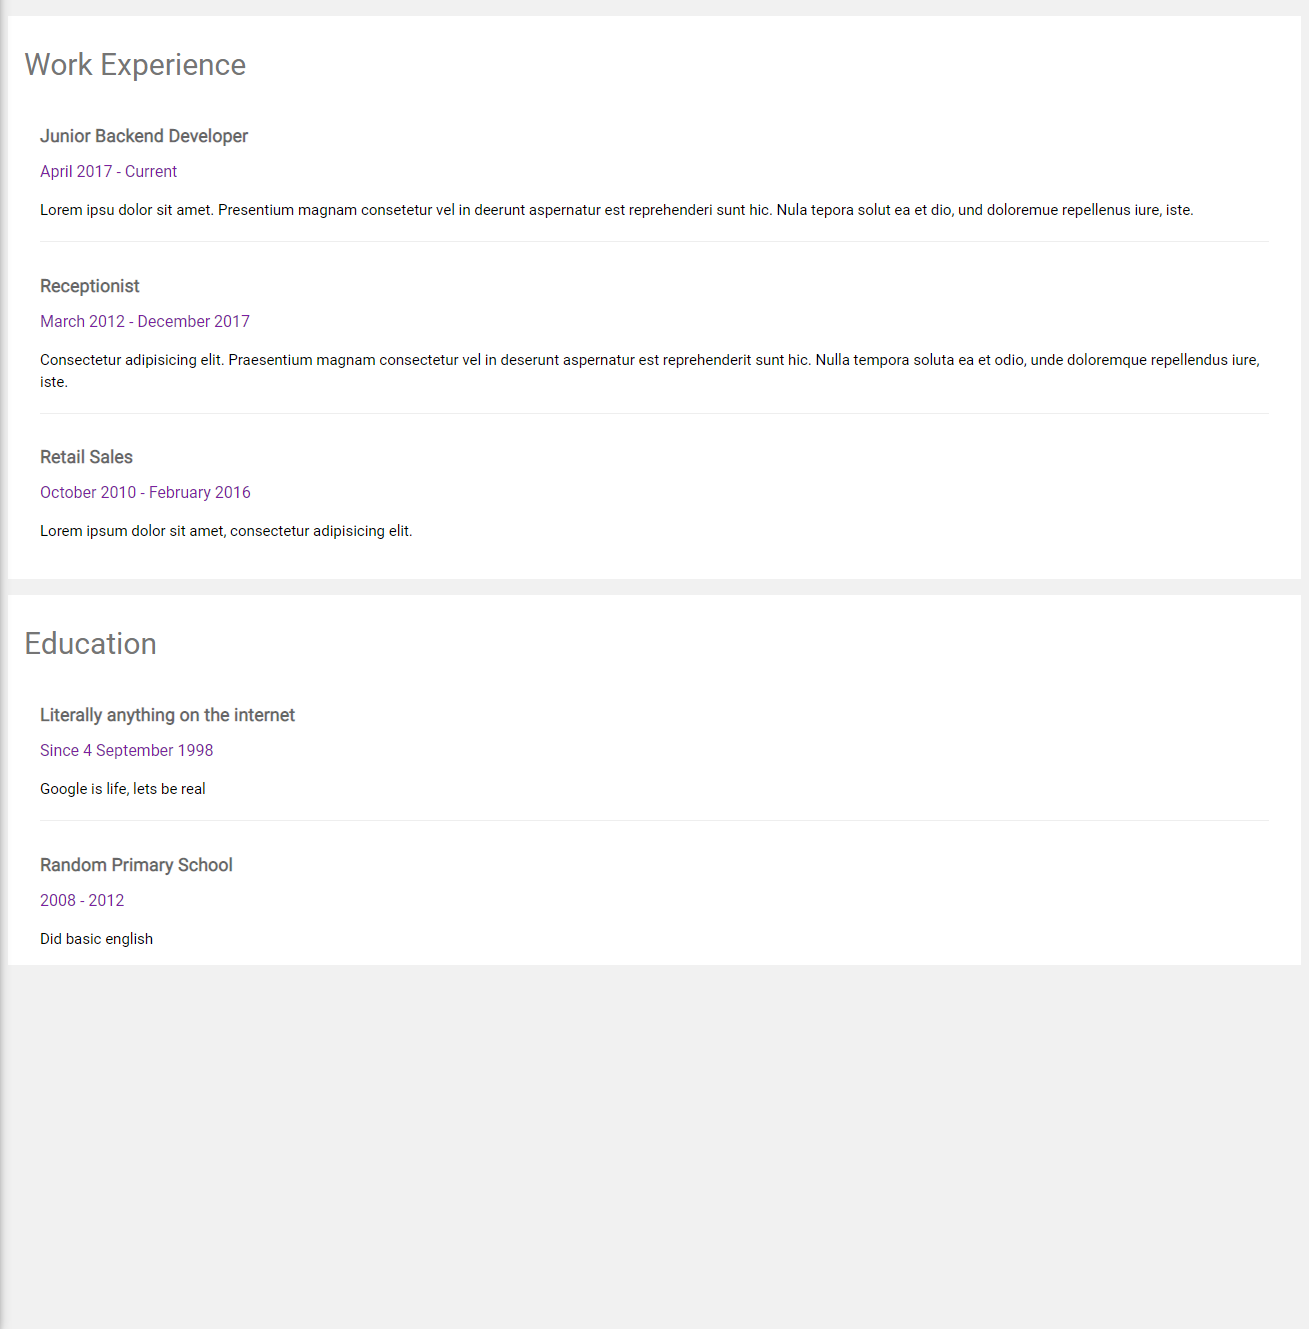 Work Experience
Junior Backend Developer
April 2017 - Current
Lorem ipsu dolor sit amet. Presentium magnam consetetur vel in deerunt aspernatur est reprehenderi sunt hic. Nula tepora solut ea et dio, und doloremue repellenus iure, iste.
Receptionist
March 2012 - December 2017
Consectetur adipisicing elit. Praesentium magnam consectetur vel in deserunt aspernatur est reprehenderit sunt hic. Nulla tempora soluta ea et odio, unde doloremque repellendus iure,
iste.
Retail Sales
October 2010 - February 2016
Lorem ipsum dolor sit amet, consectetur adipisicing elit.
Education
Literally anything on the internet
Since 4 September 1998
Google is life, lets be real
Random Primary School
2008 - 2012
Did basic english